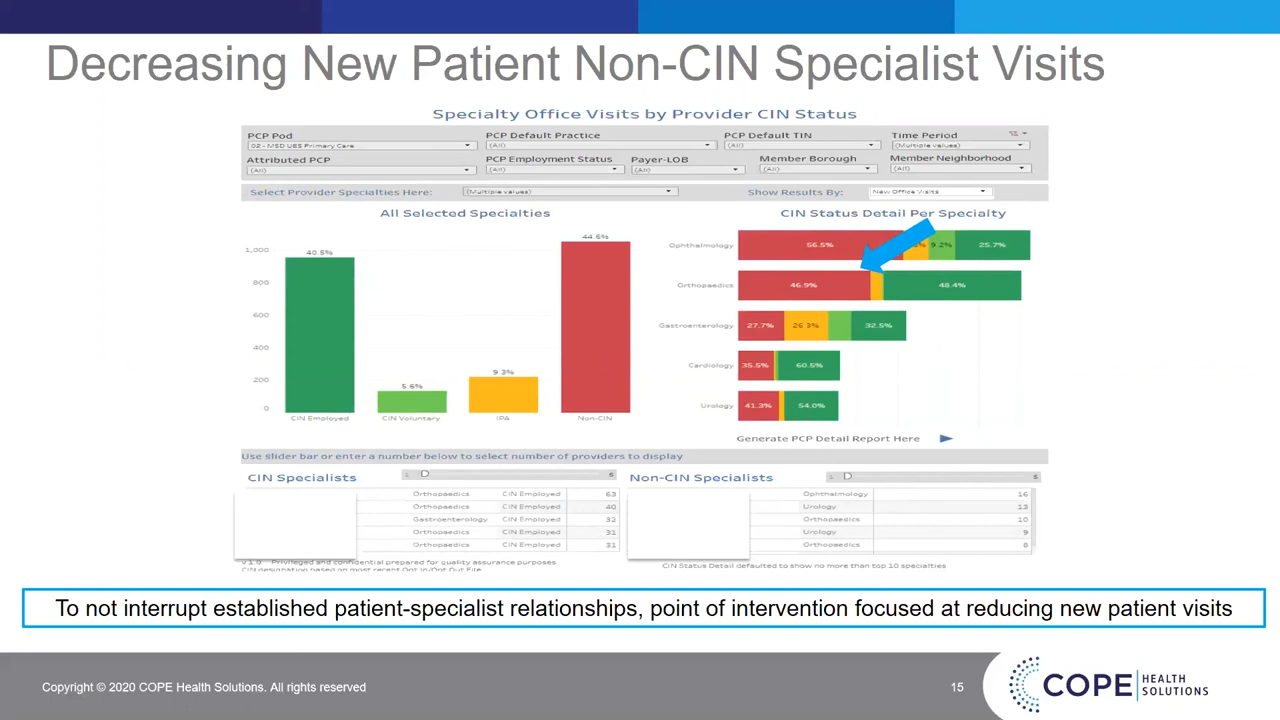 Decreasing New Patient Non-CIN Specialist Visits
Specialty Office Visits by Provider CIN Status
PCP Pod
PCP Default Practice
PCP Default TIN
Time Period
02 - MSD UES Primary Care
(All)
(All)
(Multiple values)
Attributed PCP
PCP Employment Status
Payer-LOB
Member Borough
Member Neighborhood
(All)
(All)
(All)
(All)
(All)
Select Provider Specialties Here:
(Multiple values)
Show Results By:
New Office Visits
All Selected Specialties
1,000
800
600
400
200
0
40.5%
5.6%
9.3%
44.6%
CIN Employed
CIN Voluntary
IPA
Non-CIN
CIN Status Detail Per Specialty
Ophthalmology
56.5%
9.2%
25.7%
Orthopaedics
46.9%
48.4%
Gastroenterology
27.7%
26.3%
32.5%
Cardiology
35.5%
60.5%
Urology
41.3%
54.0%
Generate PCP Detail Report Here
Use slider bar or enter a number below to select number of providers to display
CIN Specialists
Orthopaedics CIN Employed 63
Orthopaedics CIN Employed 40
Gastroenterology CIN Employed 32
Orthopaedics CIN Employed 31
Orthopaedics CIN Employed 31
Non-CIN Specialists
Ophthalmology 16
Urology 13
Orthopaedics 10
Urology 9
Orthopaedics 8
v 1.0 Privileged and confidential prepared for quality assurance purposes
CIN designation based on most recent Opt In/Opt Out File
CIN Status Detail defaulted to show no more than top 10 specialties
To not interrupt established patient-specialist relationships, point of intervention focused at reducing new patient visits
Copyright © 2020 COPE Health Solutions. All rights reserved
15
COPE HEALTH
SOLUTIONS